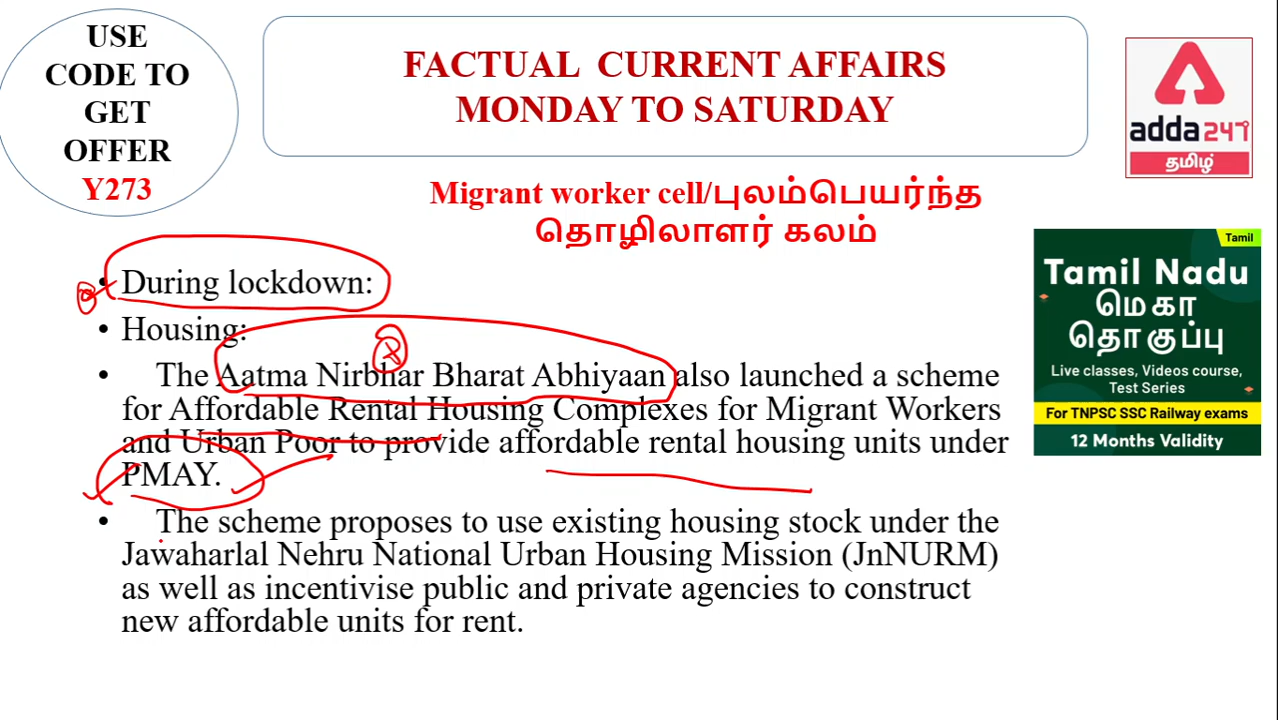 USE
CODE TO
GET
OFFER
Y273
FACTUAL CURRENT AFFAIRS
MONDAY TO SATURDAY
adda247
தமிழ்
Migrant worker cell/புலம்பெயர்ந்த
தொழிலாளர் கலம்
• During lockdown:
• Housing:
• The Aatma Nirbhar Bharat Abhiyaan also launched a scheme
for Affordable Rental Housing Complexes for Migrant Workers
and Urban Poor to provide affordable rental housing units under
PMAY.
• The scheme proposes to use existing housing stock under the
Jawaharlal Nehru National Urban Housing Mission (JnNURM)
as well as incentivise public and private agencies to construct
new affordable units for rent.
Tamil
Tamil Nadu
மெகா
தொகுப்பு
Live classes, Videos course,
Test Series
For TNPSC SSC Railway exams
12 Months Validity